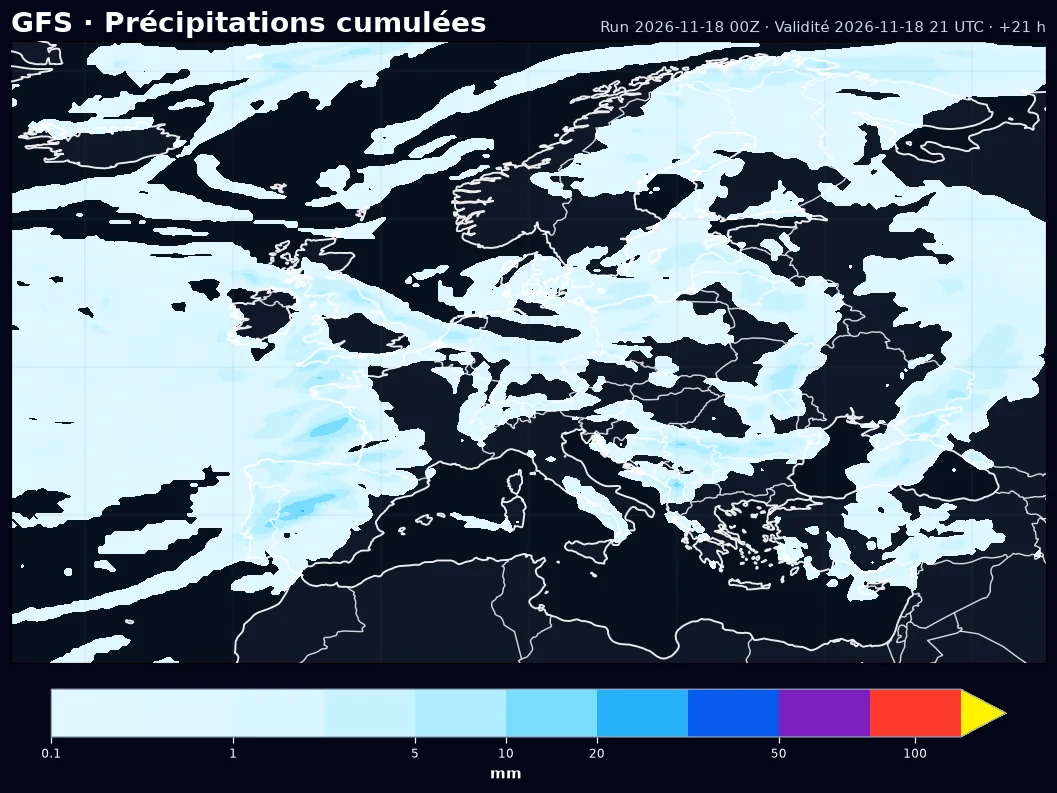 GFS · Précipitations cumulées
Run 2026-11-18 00Z · Validité 2026-11-18 21 UTC · +21 h
0.1 1 5 10 20 50 100
mm